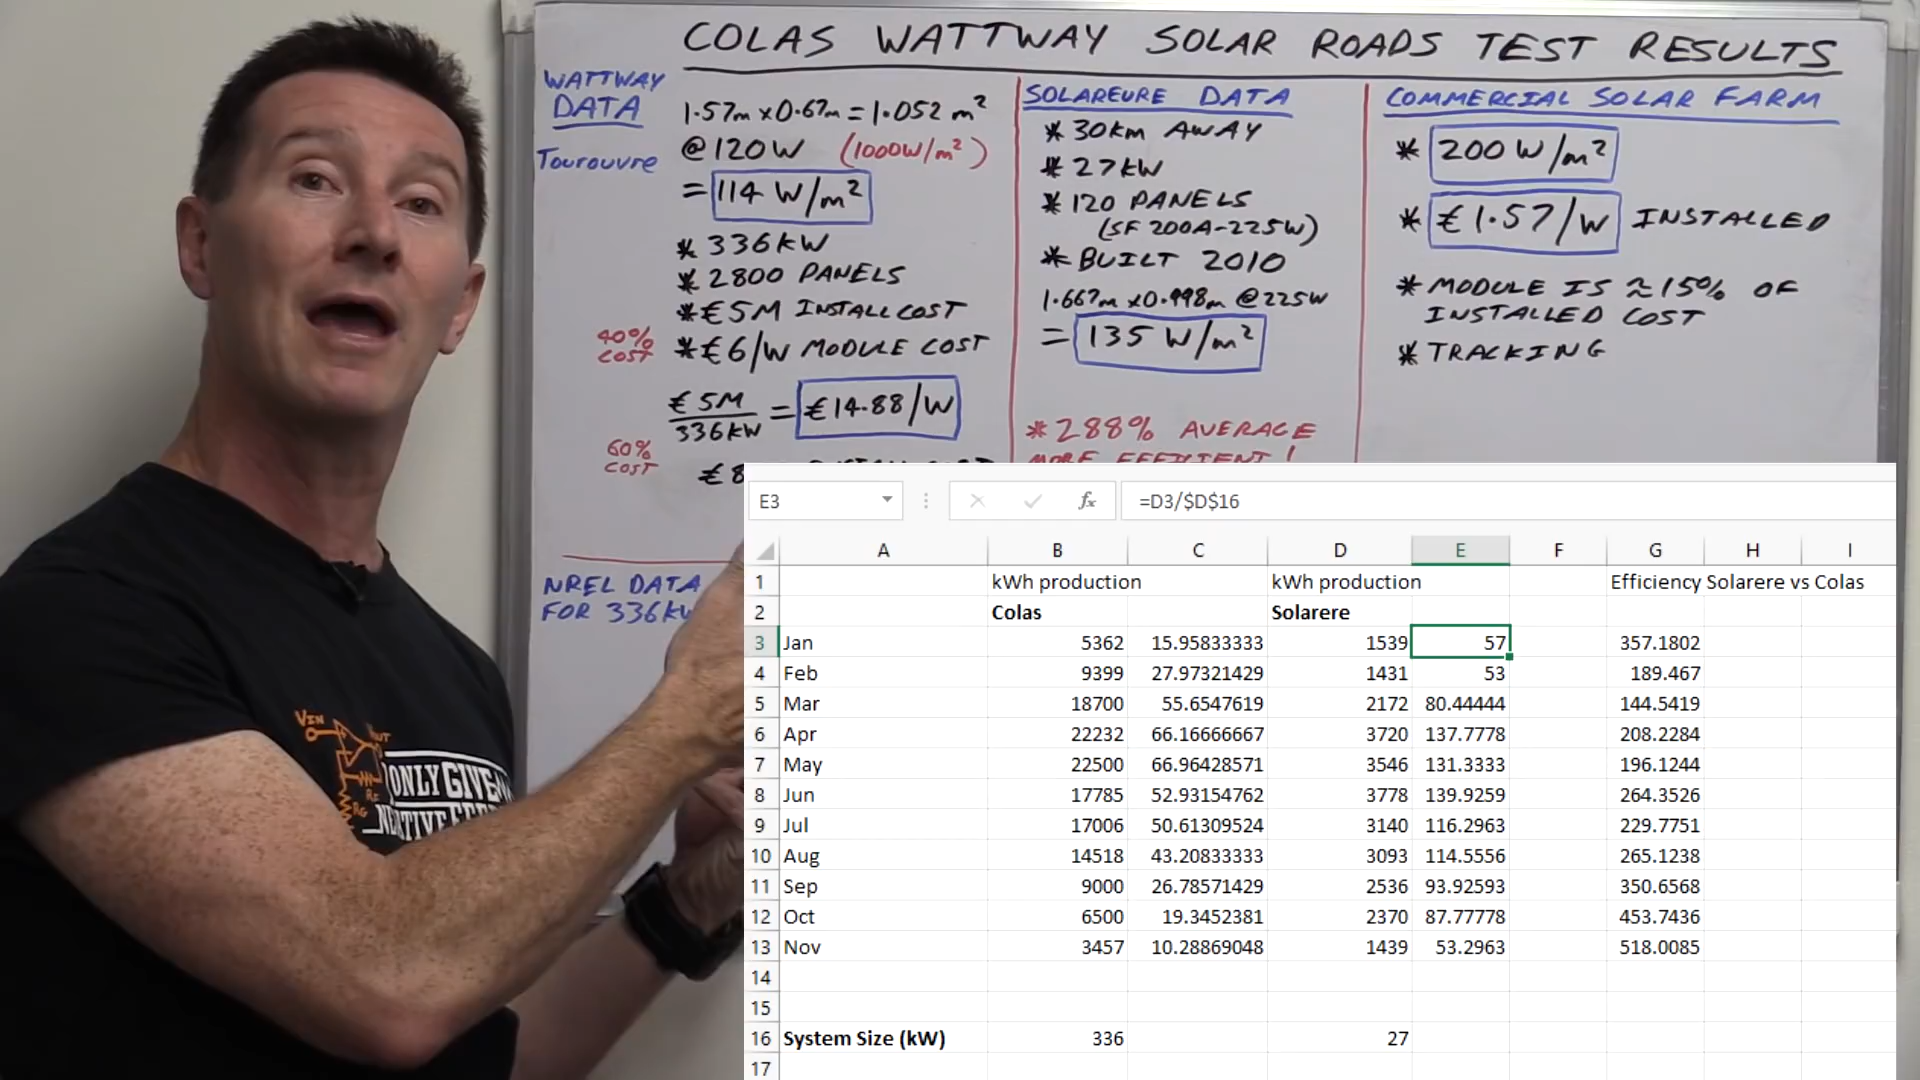 COLAS WATTWAY SOLAR ROADS TEST RESULTS
WATTWAY
DATA
Tourouvre
1.57m x 0.67m = 1.052 m²
@ 120W (1000W/m²)
= 114 W/m²
* 336kW
* 2800 PANELS
* €5M INSTALL COST
40%
COST
* €6/W MODULE COST
€5M
336kW
= €14.88/W
60%
COST
€8
NREL DATA
FOR 336kW
SOLAREURE DATA
* 30km AWAY
* 27kW
* 120 PANELS
(SF 200A-225W)
* BUILT 2010
1.667m x 0.998m @ 225W
= 135 W/m²
* 288% AVERAGE
MORE EFFICIENT!
COMMERCIAL SOLAR FARM
* 200 W/m²
* €1.57/W INSTALLED
* MODULE IS ≈15% OF
INSTALLED COST
* TRACKING
VIN
VOUT
RF
RG
ONLY GIVE
E3 fx =D3/$D$16
A B C D E F G H I
1 kWh production kWh production Efficiency Solarere vs Colas
2 Colas Solarere
3 Jan 5362 15.95833333 1539 57 357.1802
4 Feb 9399 27.97321429 1431 53 189.467
5 Mar 18700 55.6547619 2172 80.44444 144.5419
6 Apr 22232 66.16666667 3720 137.7778 208.2284
7 May 22500 66.96428571 3546 131.3333 196.1244
8 Jun 17785 52.93154762 3778 139.9259 264.3526
9 Jul 17006 50.61309524 3140 116.2963 229.7751
10 Aug 14518 43.20833333 3093 114.5556 265.1238
11 Sep 9000 26.78571429 2536 93.92593 350.6568
12 Oct 6500 19.3452381 2370 87.77778 453.7436
13 Nov 3457 10.28869048 1439 53.2963 518.0085
14
15
16 System Size (kW) 336 27
17